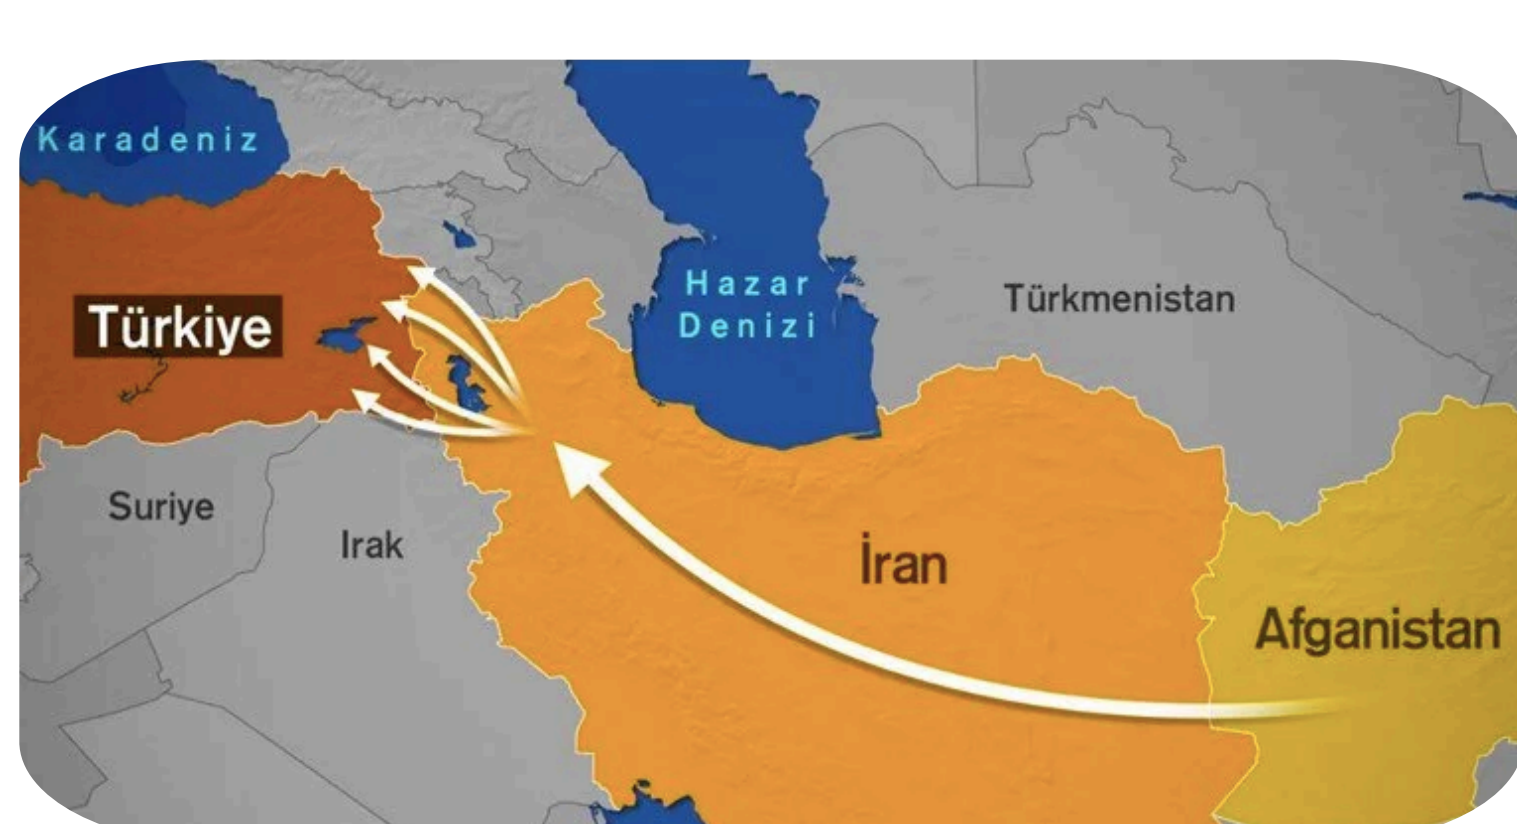 Karadeniz
Hazar
Denizi
Türkmenistan
Türkiye
Suriye
Irak
İran
Afganistan